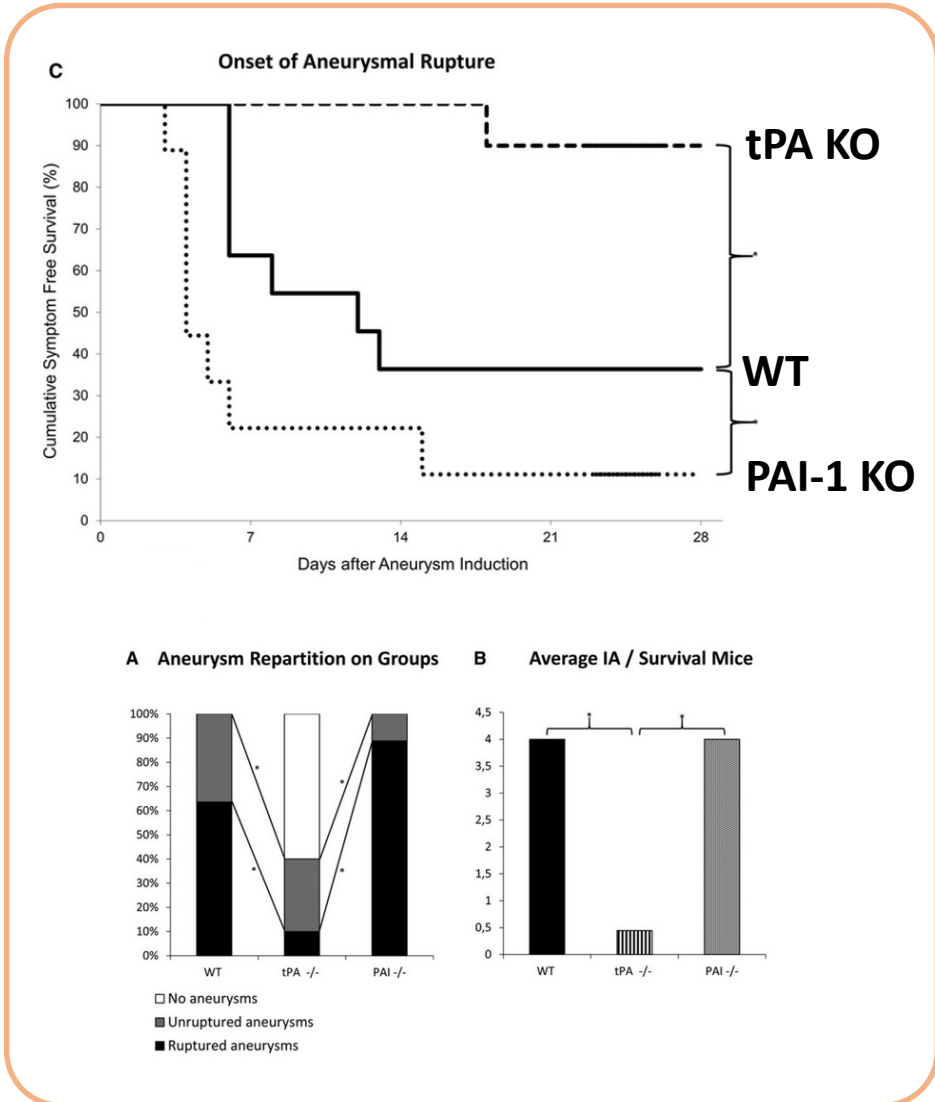 C
Onset of Aneurysmal Rupture
Cumulative Symptom Free Survival (%)
100
90
80
70
60
50
40
30
20
10
0
0 7 14 21 28
Days after Aneurysm Induction
tPA KO
*
WT
*
PAI-1 KO
A Aneurysm Repartition on Groups
100%
90%
80%
70%
60%
50%
40%
30%
20%
10%
0%
* *
* *
WT tPA -/- PAI -/-
No aneurysms
Unruptured aneurysms
Ruptured aneurysms
B Average IA / Survival Mice
4,5
4
3,5
3
2,5
2
1,5
1
0,5
0
* *
WT tPA -/- PAI -/-